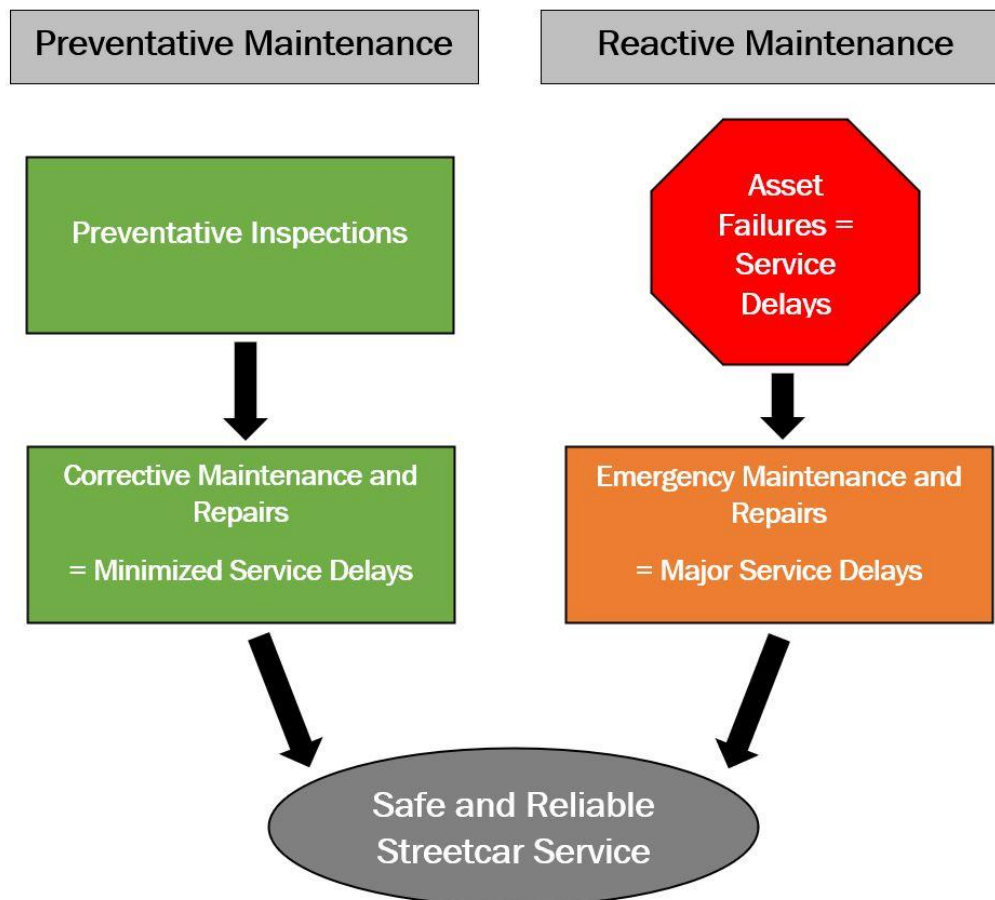 Preventative Maintenance
Reactive Maintenance
Preventative Inspections
Asset
Failures =
Service
Delays
Corrective Maintenance and
Repairs
= Minimized Service Delays
Emergency Maintenance and
Repairs
= Major Service Delays
Safe and Reliable
Streetcar Service